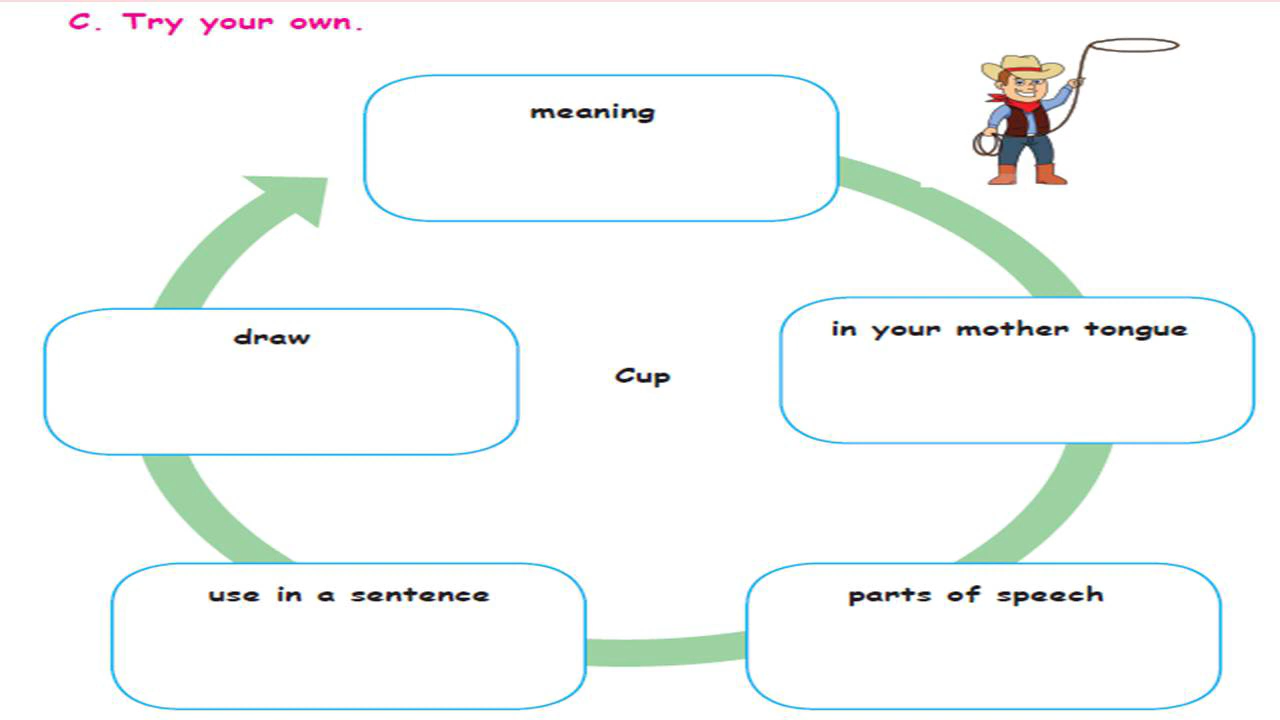 C. Try your own.
meaning
in your mother tongue
draw
Cup
use in a sentence
parts of speech